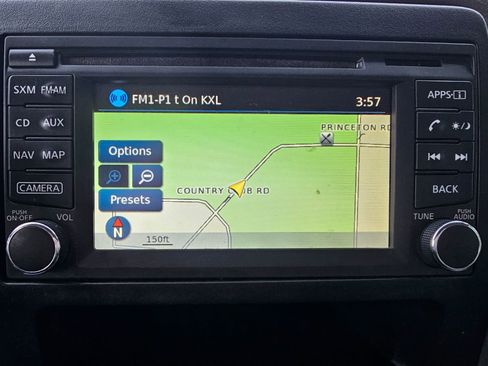 SXM FM·AM
CD AUX
NAV MAP
CAMERA
PUSH
ON·OFF VOL
FM1-P1 t On KXL 3:57
PRINCETON RD
Options
COUNTRY CLUB RD
Presets
N
150ft
APPS·i
BACK
TUNE PUSH
AUDIO